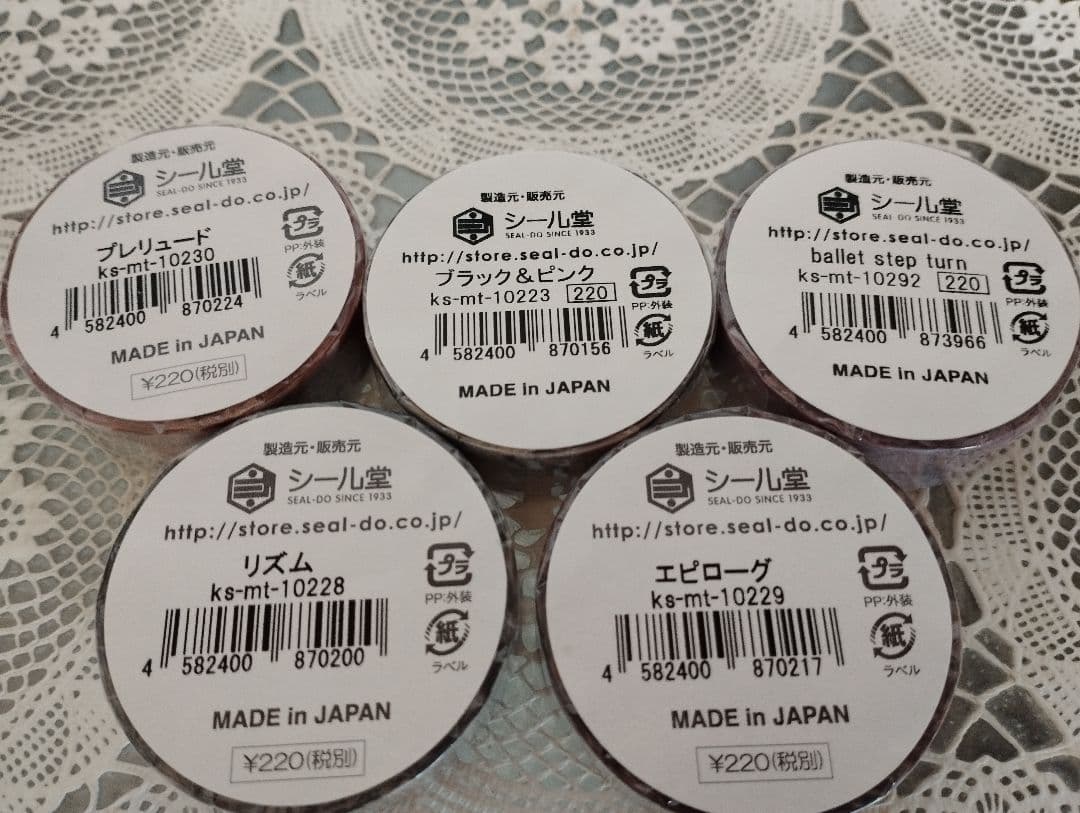 製造元・販売元
シール堂
SEAL-DO SINCE 1933
http://store.seal-do.co.jp/
プレリュード
ks-mt-10230
4 582400 870224
プラ
PP:外装
紙
ラベル
MADE in JAPAN
¥220(税別)
製造元・販売元
シール堂
SEAL-DO SINCE 1933
http://store.seal-do.co.jp/
ブラック&ピンク
ks-mt-10223 220
4 582400 870156
プラ
PP:外装
紙
ラベル
MADE in JAPAN
製造元・販売元
シール堂
SEAL-DO SINCE 1933
http://store.seal-do.co.jp/
ballet step turn
ks-mt-10292 220
4 582400 873966
プラ
PP:外装
紙
ラベル
MADE in JAPAN
製造元・販売元
シール堂
SEAL-DO SINCE 1933
http://store.seal-do.co.jp/
リズム
ks-mt-10228
4 582400 870200
プラ
PP:外装
紙
ラベル
MADE in JAPAN
¥220(税別)
製造元・販売元
シール堂
SEAL-DO SINCE 1933
http://store.seal-do.co.jp/
エピローグ
ks-mt-10229
4 582400 870217
プラ
PP:外装
紙
ラベル
MADE in JAPAN
¥220(税別)